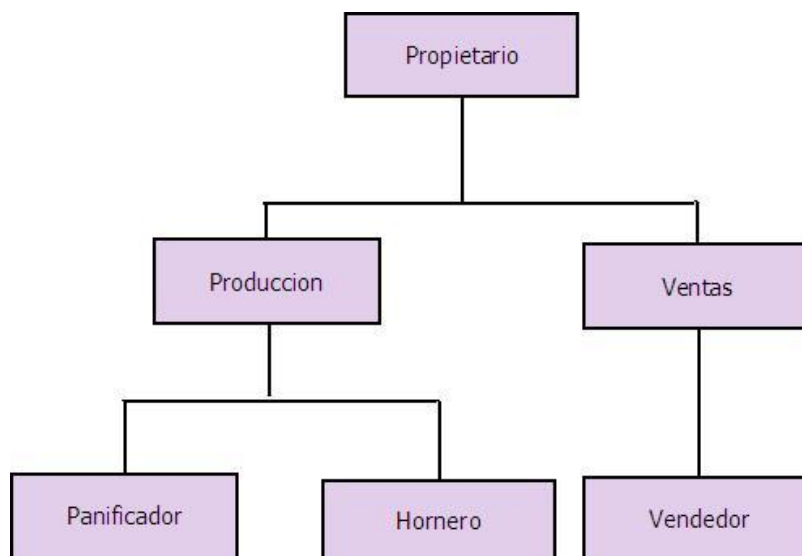 Propietario
Produccion
Ventas
Panificador
Hornero
Vendedor